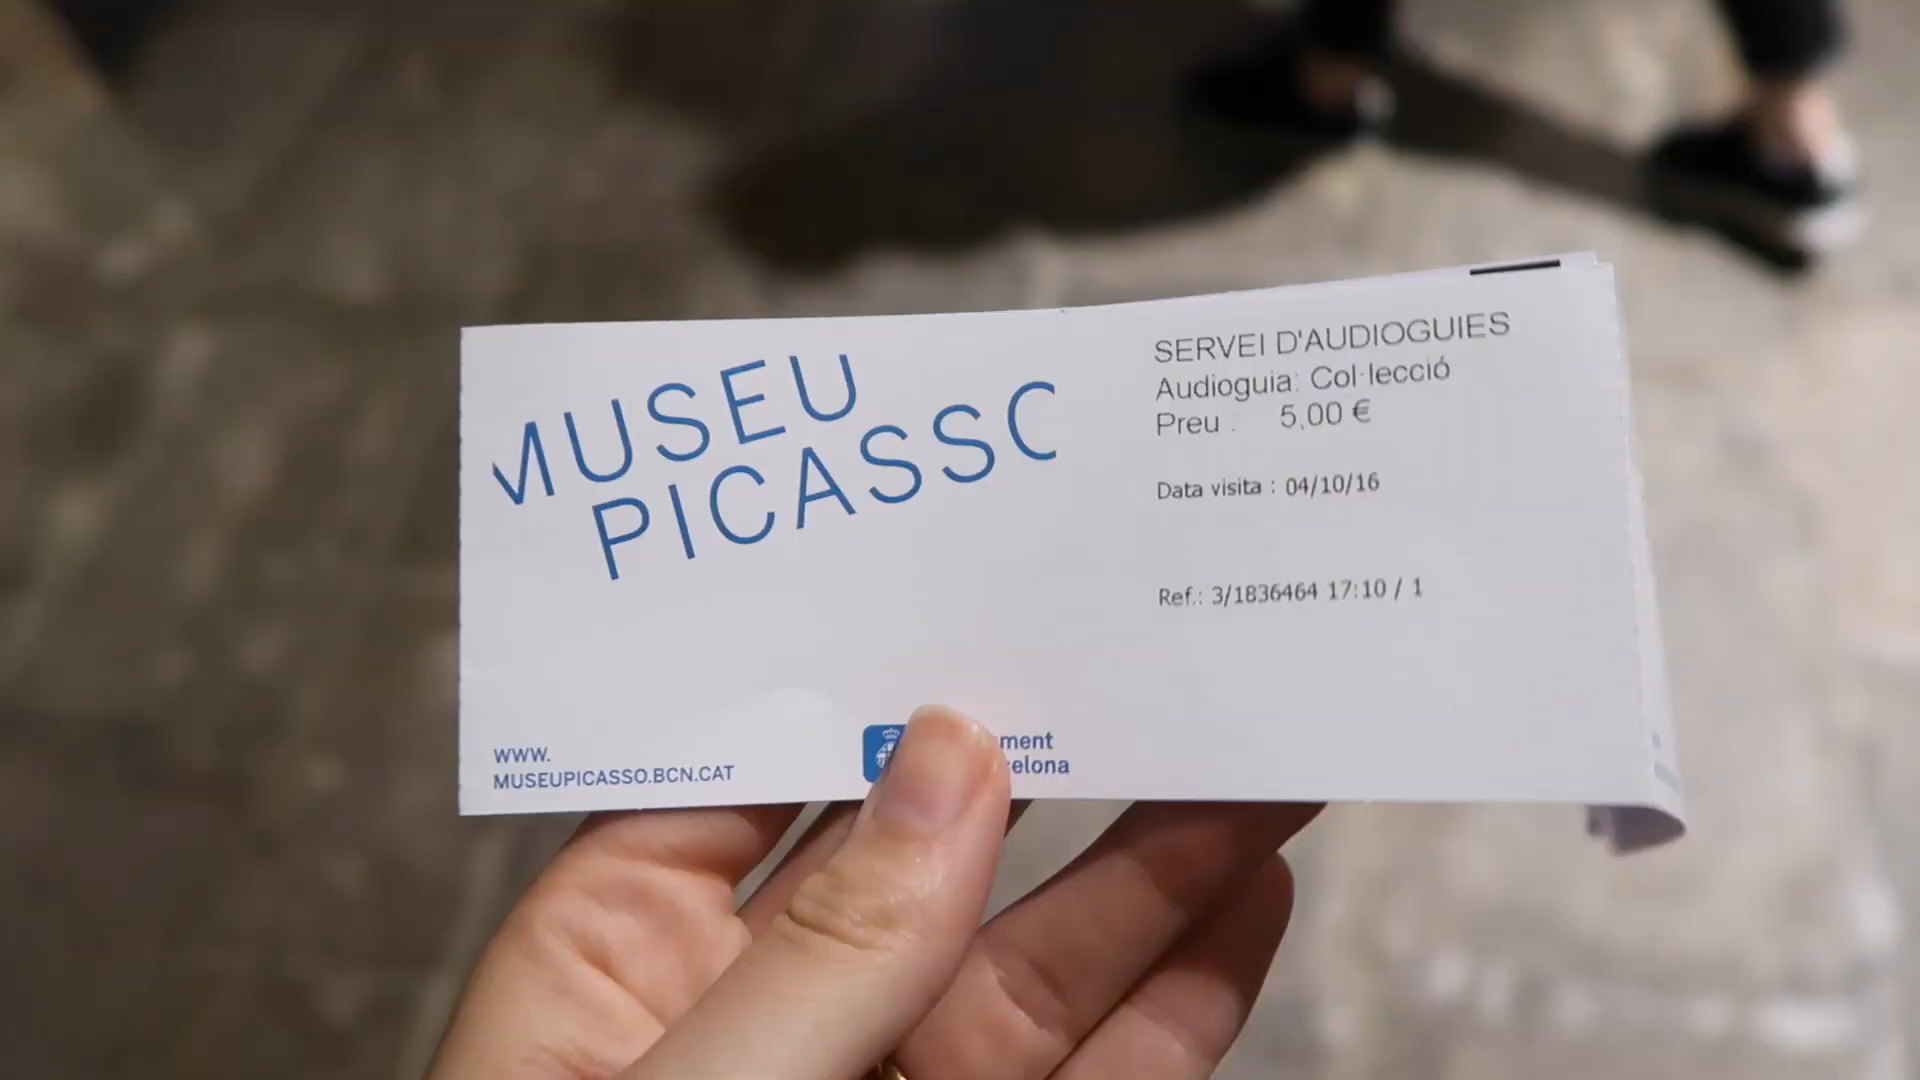 MUSEU
PICASSO
SERVEI D'AUDIOGUIES
Audioguia: Col·lecció
Preu : 5,00 €
Data visita : 04/10/16
Ref.: 3/1836464 17:10 / 1
WWW.
MUSEUPICASSO.BCN.CAT